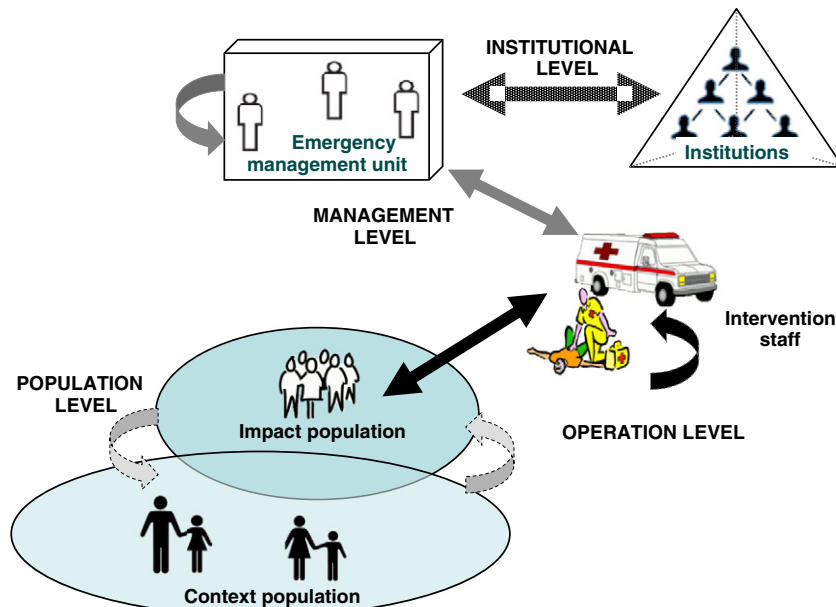 INSTITUTIONAL
LEVEL
Emergency
management unit
Institutions
MANAGEMENT
LEVEL
Intervention
staff
POPULATION
LEVEL
Impact population
OPERATION LEVEL
Context population